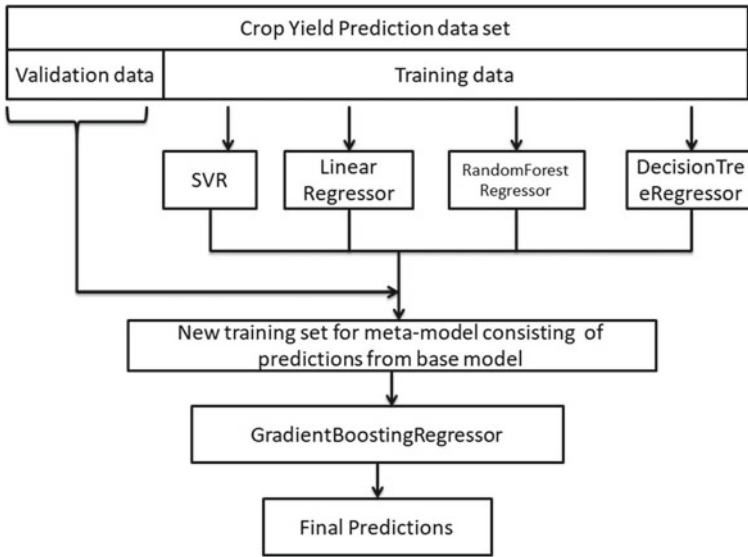 Crop Yield Prediction data set
Validation data
Training data
SVR
Linear
Regressor
RandomForest
Regressor
DecisionTre
eRegressor
New training set for meta-model consisting of
predictions from base model
GradientBoostingRegressor
Final Predictions